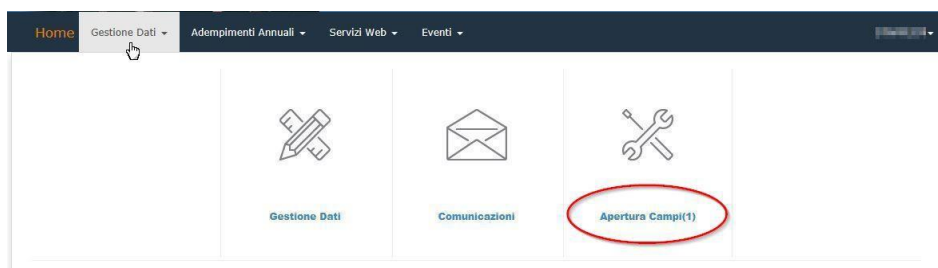 Home Gestione Dati Adempimenti Annuali Servizi Web Eventi
Gestione Dati Comunicazioni Apertura Campi(1)